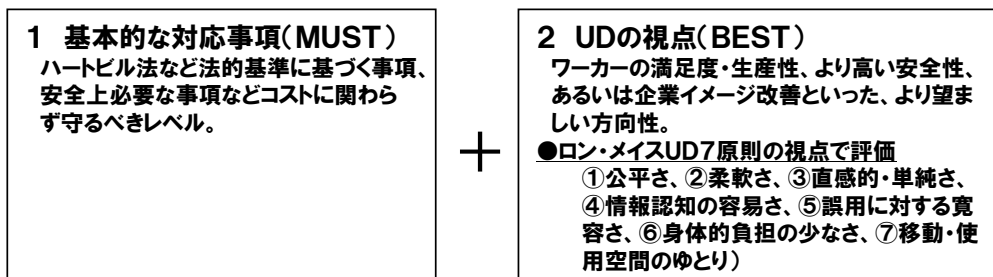 1 基本的な対応事項(MUST)
ハートビル法など法的基準に基づく事項、
安全上必要な事項などコストに関わら
ず守るべきレベル。
＋
2 UDの視点(BEST)
ワーカーの満足度・生産性、より高い安全性、
あるいは企業イメージ改善といった、より望ま
しい方向性。
●ロン・メイスUD7原則の視点で評価
①公平さ、②柔軟さ、③直感的・単純さ、
④情報認知の容易さ、⑤誤用に対する寛
容さ、⑥身体的負担の少なさ、⑦移動・使
用空間のゆとり)